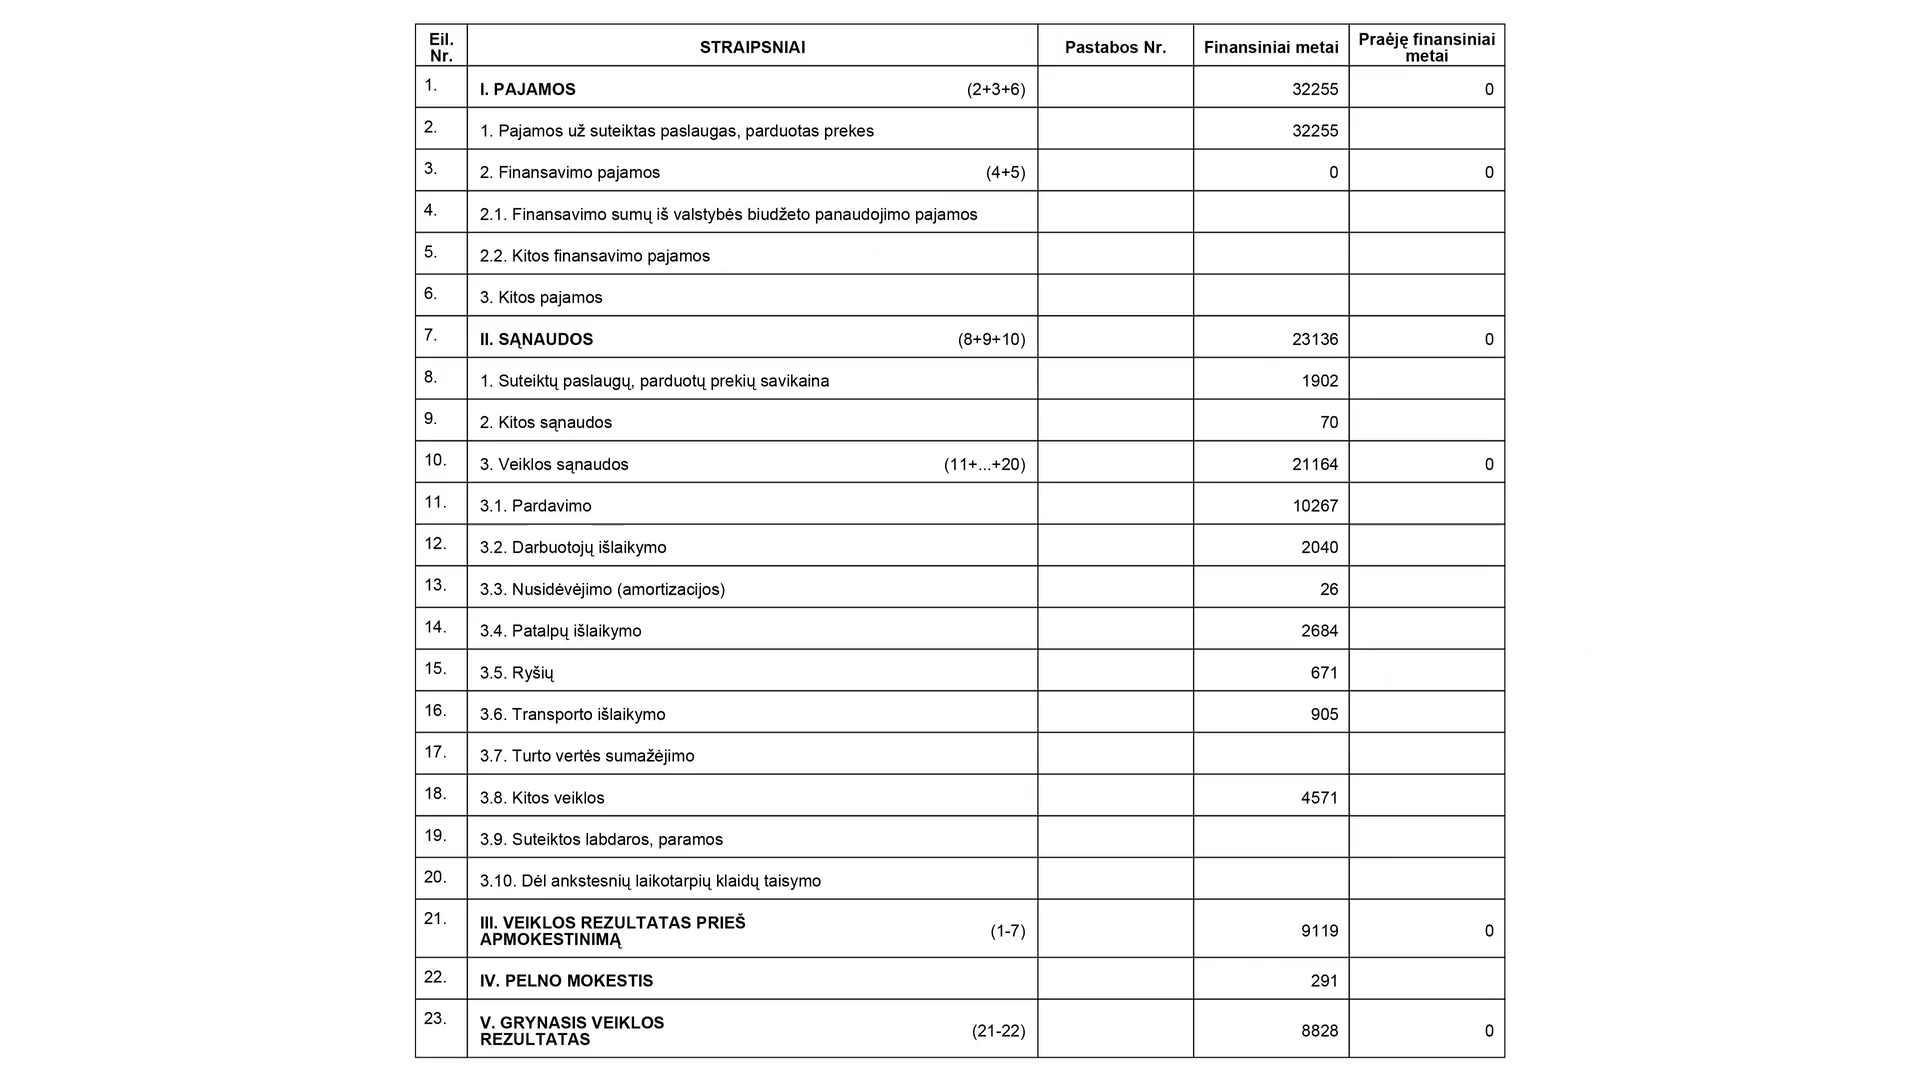 Eil. Nr. STRAIPSNIAI Pastabos Nr. Finansiniai metai Praėję finansiniai metai
1. I. PAJAMOS (2+3+6) 32255 0
2. 1. Pajamos už suteiktas paslaugas, parduotas prekes 32255
3. 2. Finansavimo pajamos (4+5) 0 0
4. 2.1. Finansavimo sumų iš valstybės biudžeto panaudojimo pajamos
5. 2.2. Kitos finansavimo pajamos
6. 3. Kitos pajamos
7. II. SĄNAUDOS (8+9+10) 23136 0
8. 1. Suteiktų paslaugų, parduotų prekių savikaina 1902
9. 2. Kitos sąnaudos 70
10. 3. Veiklos sąnaudos (11+...+20) 21164 0
11. 3.1. Pardavimo 10267
12. 3.2. Darbuotojų išlaikymo 2040
13. 3.3. Nusidėvėjimo (amortizacijos) 26
14. 3.4. Patalpų išlaikymo 2684
15. 3.5. Ryšių 671
16. 3.6. Transporto išlaikymo 905
17. 3.7. Turto vertės sumažėjimo
18. 3.8. Kitos veiklos 4571
19. 3.9. Suteiktos labdaros, paramos
20. 3.10. Dėl ankstesnių laikotarpių klaidų taisymo
21. III. VEIKLOS REZULTATAS PRIEŠ
APMOKESTINIMĄ (1-7) 9119 0
22. IV. PELNO MOKESTIS 291
23. V. GRYNASIS VEIKLOS
REZULTATAS (21-22) 8828 0